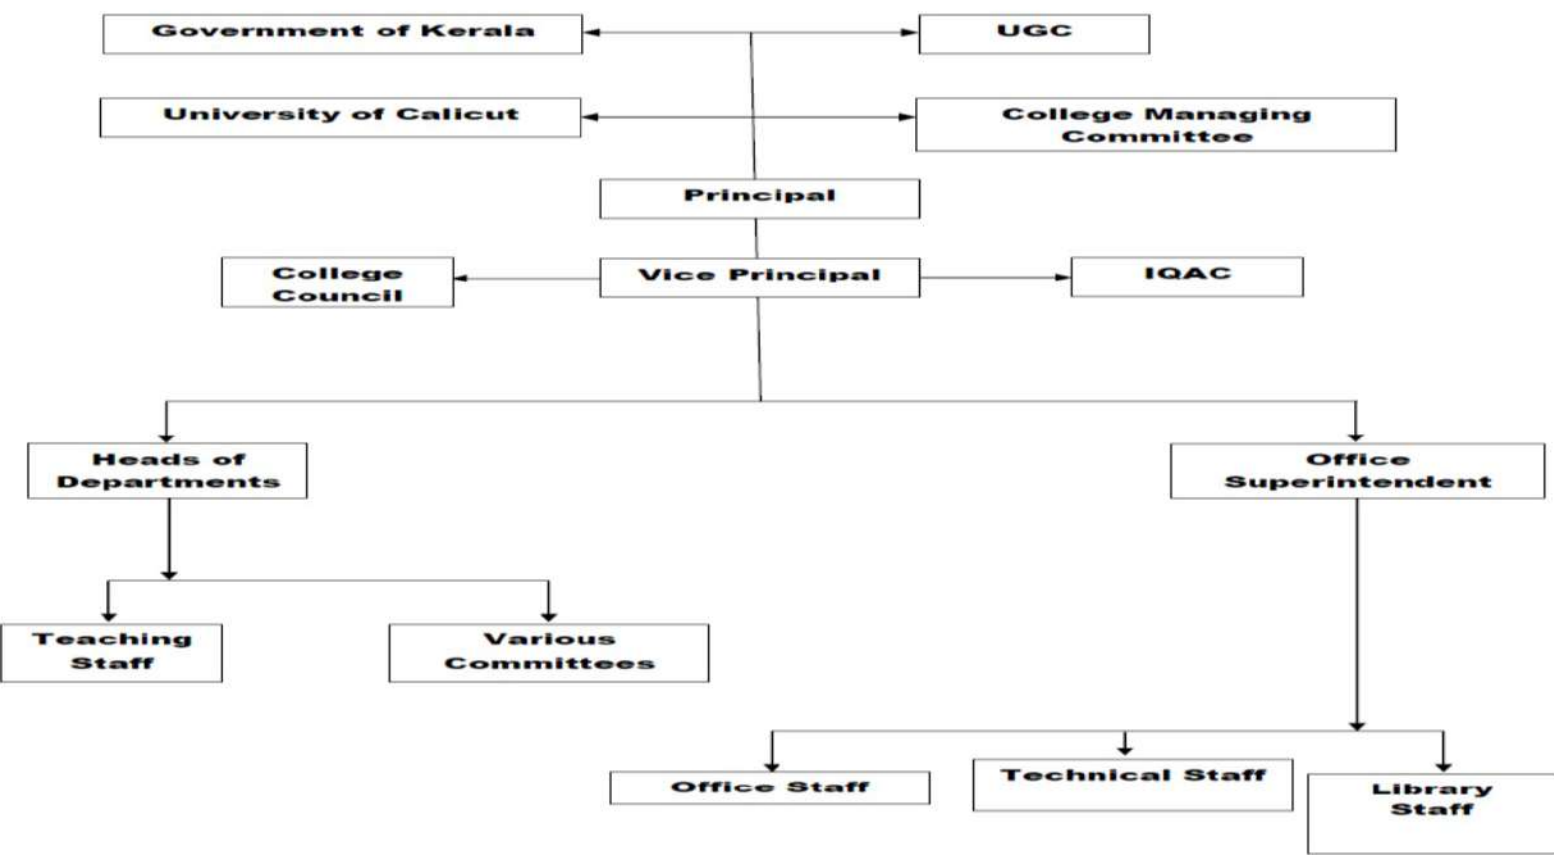 Government of Kerala
UGC
University of Calicut
College Managing
Committee
Principal
College
Council
Vice Principal
IQAC
Heads of
Departments
Office
Superintendent
Teaching
Staff
Various
Committees
Office Staff
Technical Staff
Library
Staff